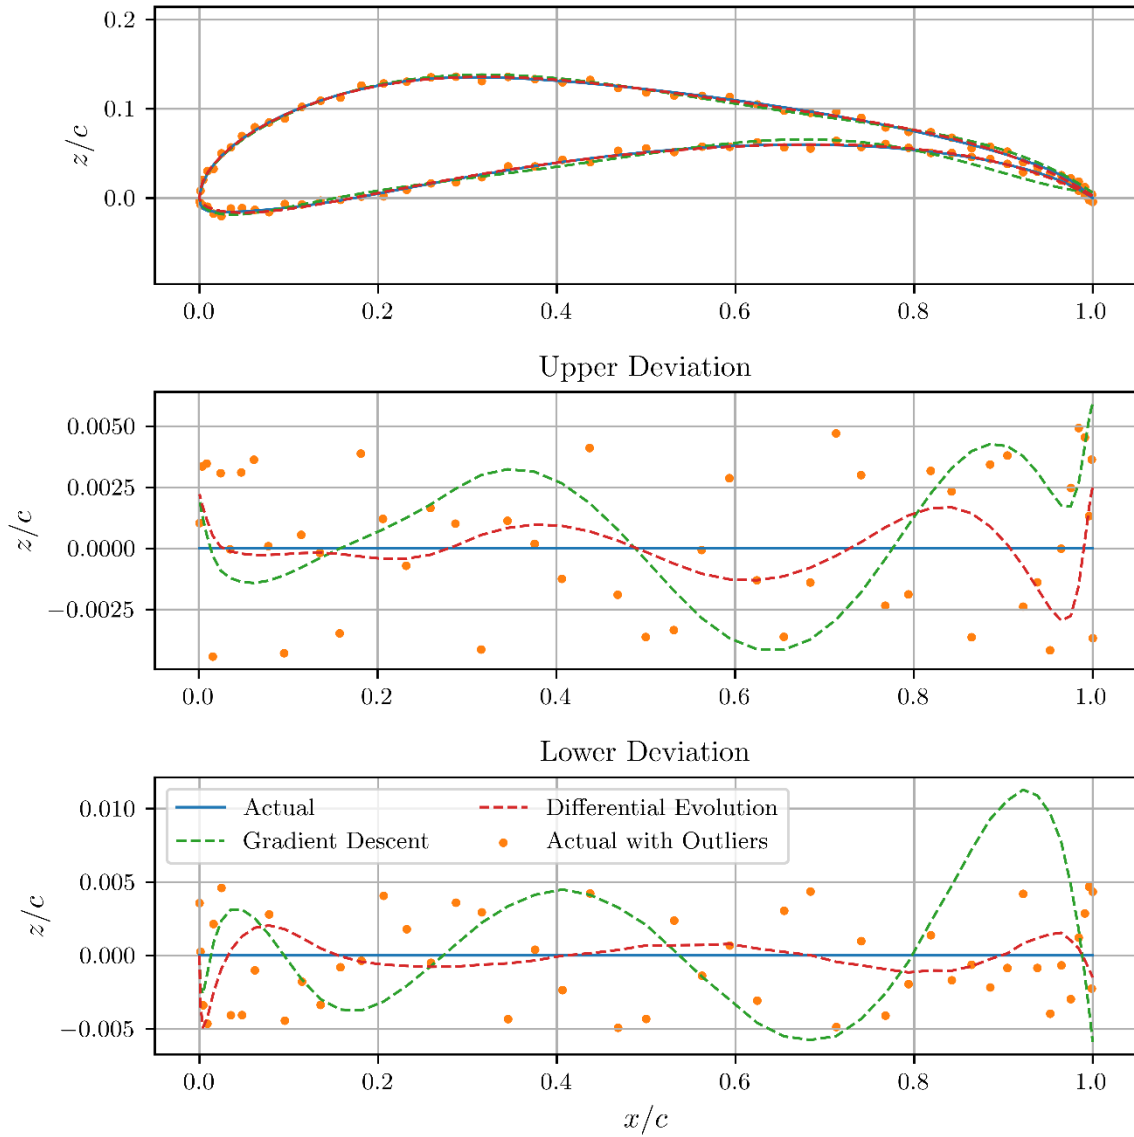 0.2
0.1
0.0
z/c
0.0 0.2 0.4 0.6 0.8 1.0
Upper Deviation
0.0050
0.0025
0.0000
−0.0025
z/c
0.0 0.2 0.4 0.6 0.8 1.0
Lower Deviation
0.010
0.005
0.000
−0.005
z/c
Actual
Gradient Descent
Differential Evolution
Actual with Outliers
0.0 0.2 0.4 0.6 0.8 1.0
x/c